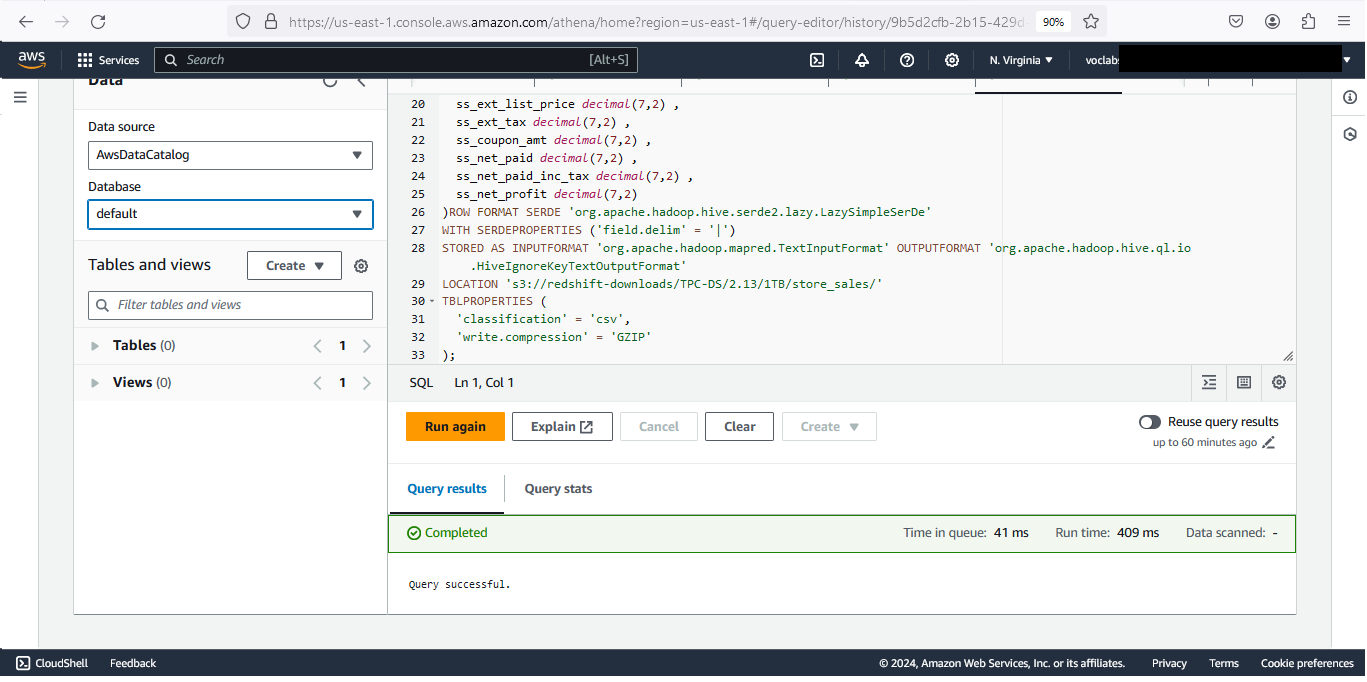 https://us-east-1.console.aws.amazon.com/athena/home?region=us-east-1#/query-editor/history/9b5d2cfb-2b15-429d-
90%
aws
Services
Search
[Alt+S]
N. Virginia
voclabs
Data
Data source
AwsDataCatalog
Database
default
Tables and views
Create
Filter tables and views
Tables (0)
1
Views (0)
1
20 ss_ext_list_price decimal(7,2) ,
21 ss_ext_tax decimal(7,2) ,
22 ss_coupon_amt decimal(7,2) ,
23 ss_net_paid decimal(7,2) ,
24 ss_net_paid_inc_tax decimal(7,2) ,
25 ss_net_profit decimal(7,2)
26 )ROW FORMAT SERDE 'org.apache.hadoop.hive.serde2.lazy.LazySimpleSerDe'
27 WITH SERDEPROPERTIES ('field.delim' = '|')
28 STORED AS INPUTFORMAT 'org.apache.hadoop.mapred.TextInputFormat' OUTPUTFORMAT 'org.apache.hadoop.hive.ql.io
.HiveIgnoreKeyTextOutputFormat'
29 LOCATION 's3://redshift-downloads/TPC-DS/2.13/1TB/store_sales/'
30 TBLPROPERTIES (
31 'classification' = 'csv',
32 'write.compression' = 'GZIP'
33 );
SQL Ln 1, Col 1
Run again
Explain
Cancel
Clear
Create
Reuse query results
up to 60 minutes ago
Query results
Query stats
Completed
Time in queue: 41 ms
Run time: 409 ms
Data scanned: -
Query successful.
CloudShell
Feedback
© 2024, Amazon Web Services, Inc. or its affiliates.
Privacy
Terms
Cookie preferences